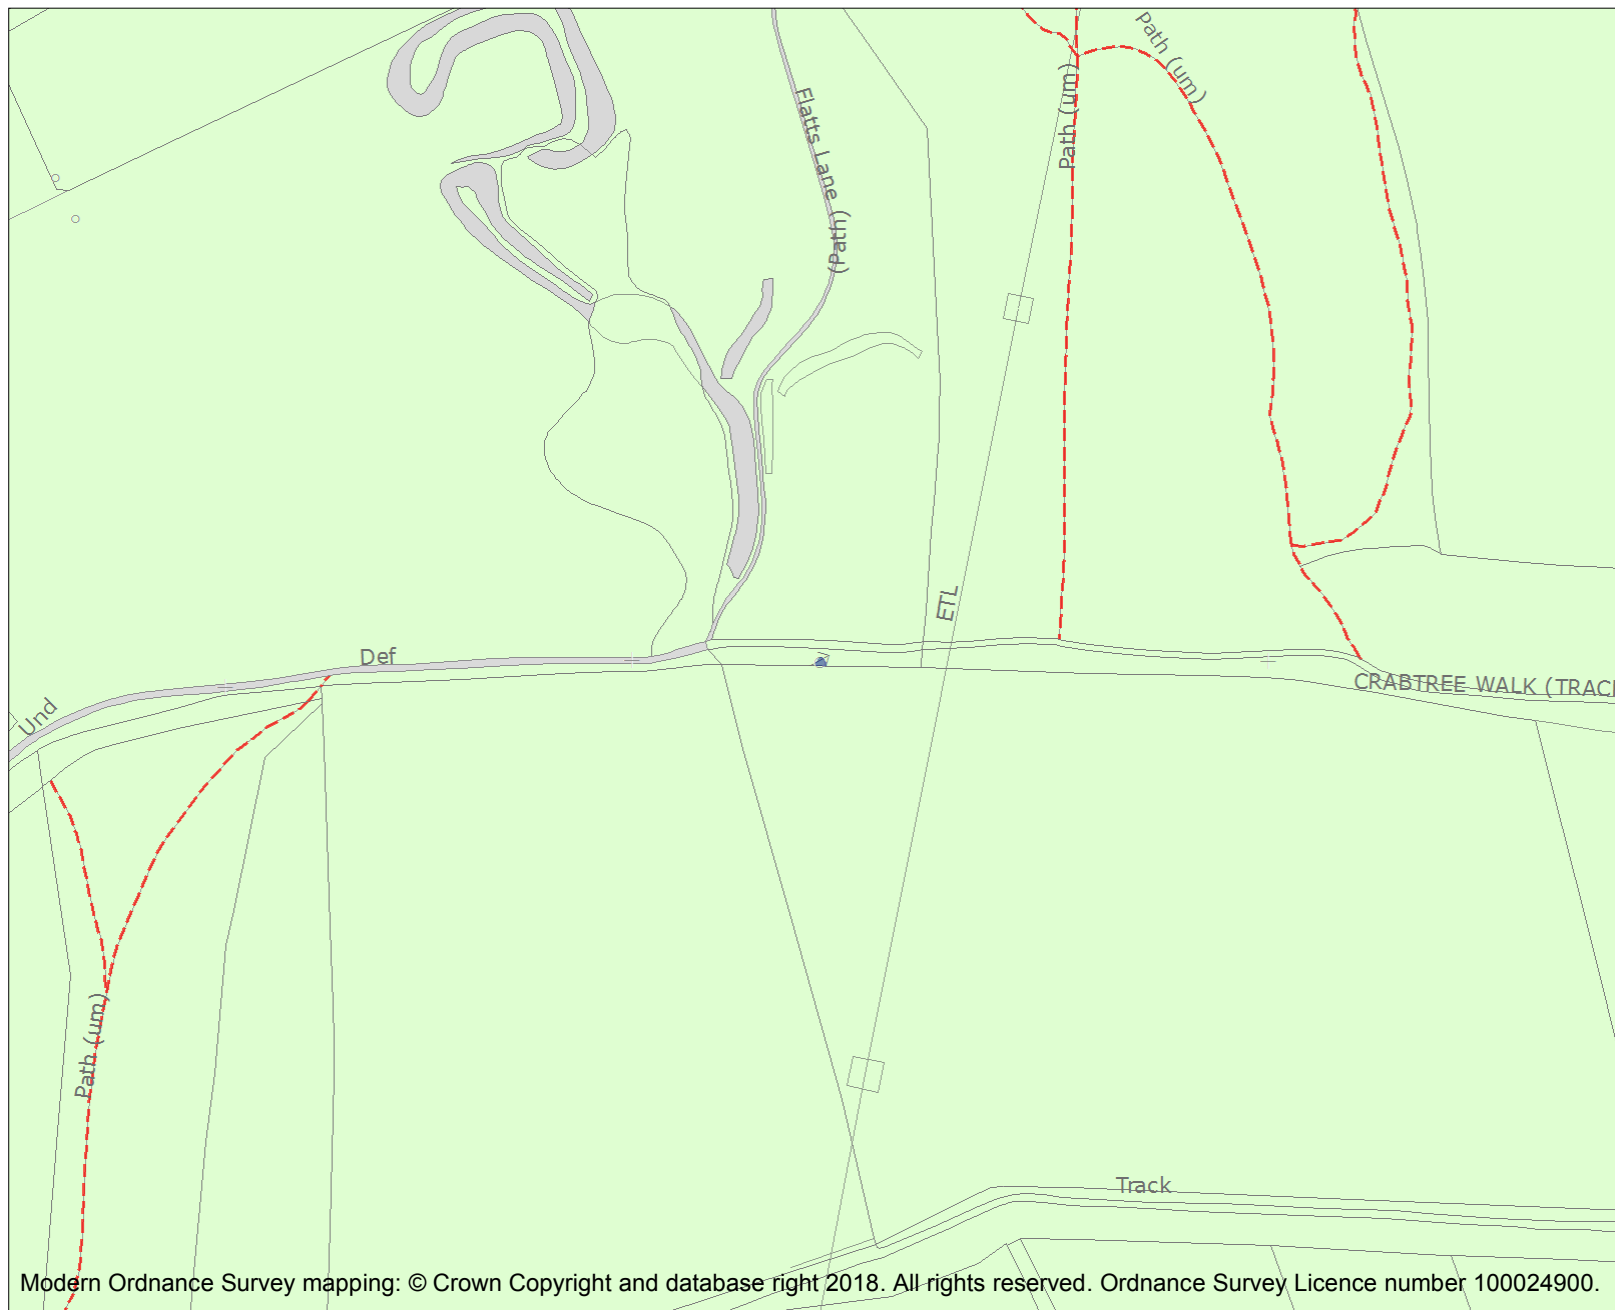 Path (um)
Path (um)
Flatts Lane
(Path)
ETL
Def
Und
CRABTREE WALK (TRAC
Path (um)
Track
Modern Ordnance Survey mapping: © Crown Copyright and database right 2018. All rights reserved. Ordnance Survey Licence number 100024900.